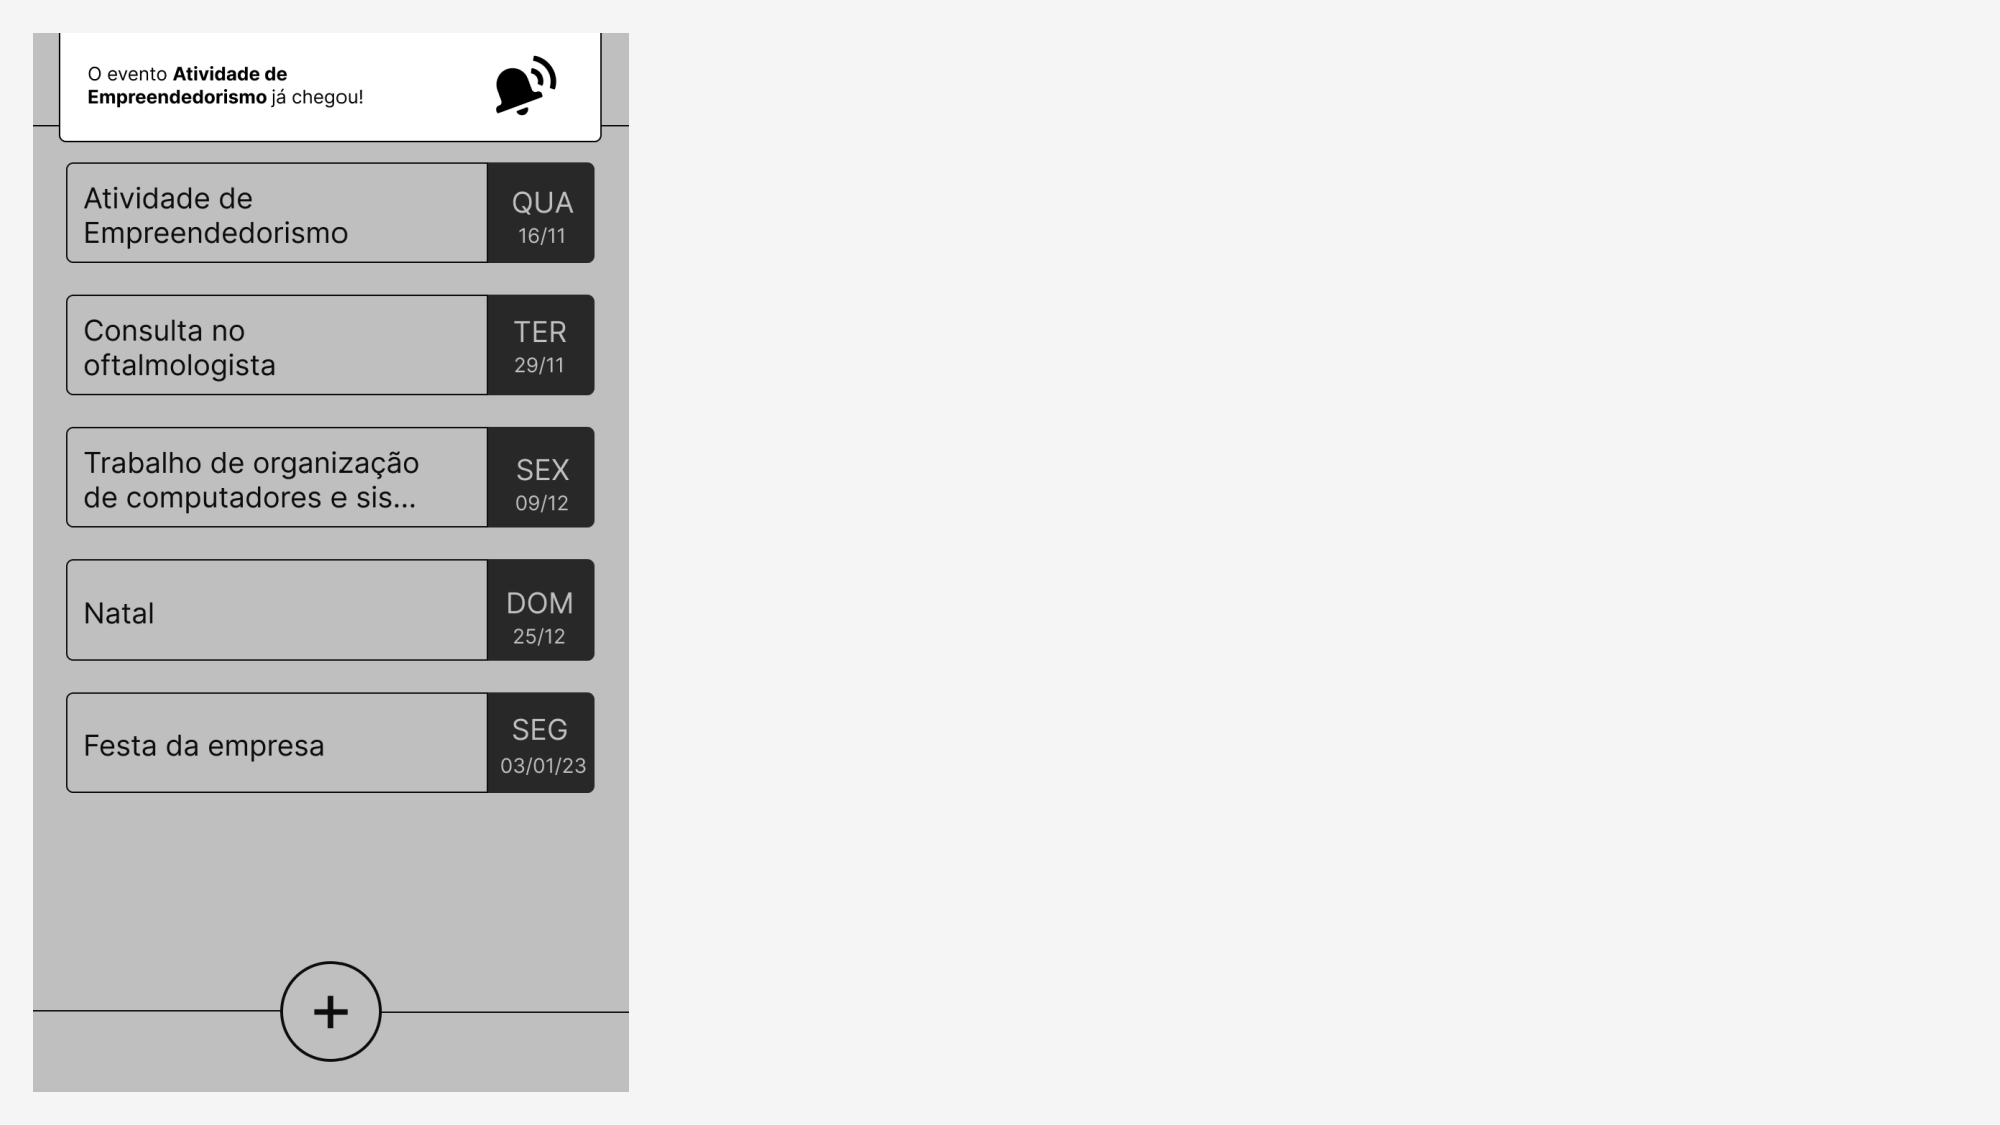 O evento Atividade de
Empreendedorismo já chegou!
Atividade de
Empreendedorismo
QUA
16/11
Consulta no
oftalmologista
TER
29/11
Trabalho de organização
de computadores e sis...
SEX
09/12
Natal
DOM
25/12
Festa da empresa
SEG
03/01/23
+